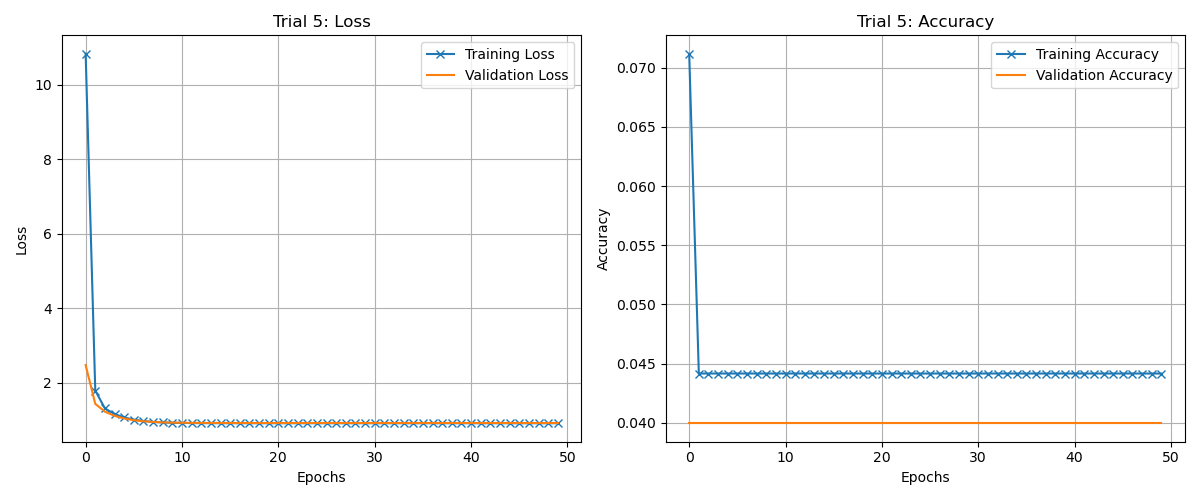 Trial 5: Loss
Training Loss
Validation Loss
10
8
6
4
2
0
10
20
30
40
50
Loss
Epochs
Trial 5: Accuracy
Training Accuracy
Validation Accuracy
0.070
0.065
0.060
0.055
0.050
0.045
0.040
0
10
20
30
40
50
Accuracy
Epochs